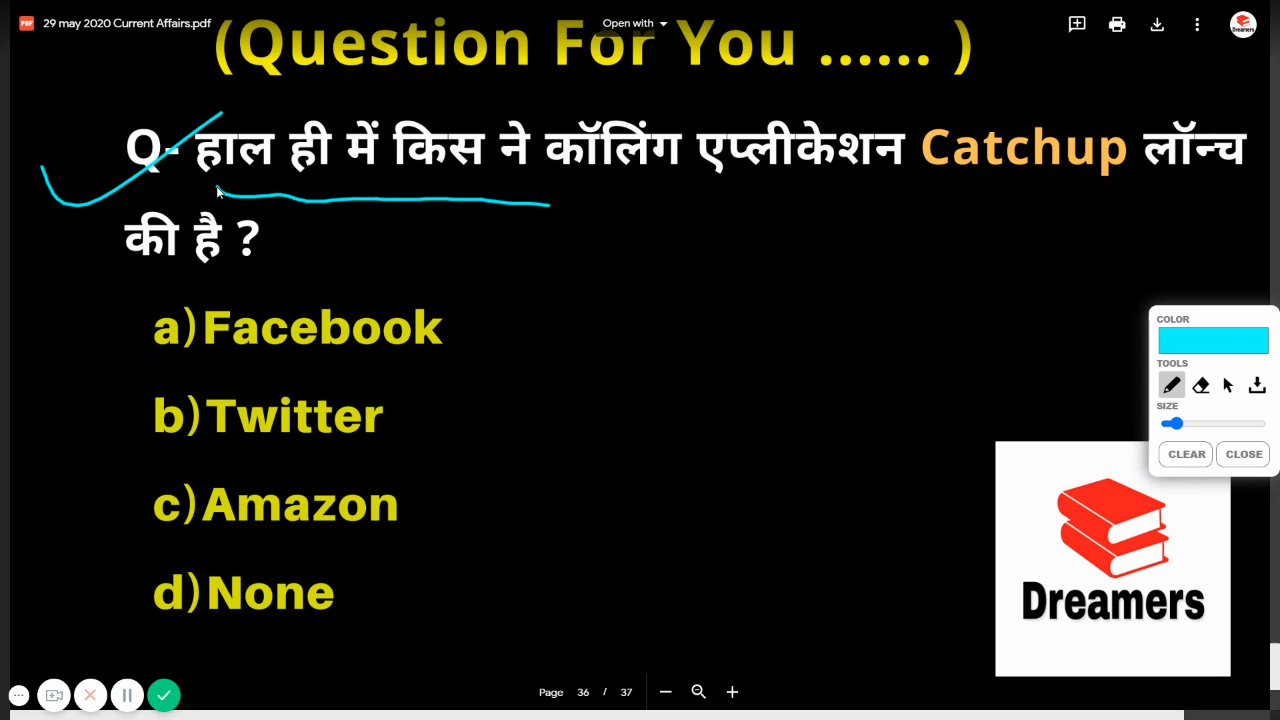 29 may 2020 Current Affairs.pdf
Open with
(Question For You ...... )
Q- हाल ही में किस ने कॉलिंग एप्लीकेशन Catchup लॉन्च
की है ?
a)Facebook
b)Twitter
c)Amazon
d)None
COLOR
TOOLS
SIZE
CLEAR CLOSE
Dreamers
Dreamers
Page 36 / 37